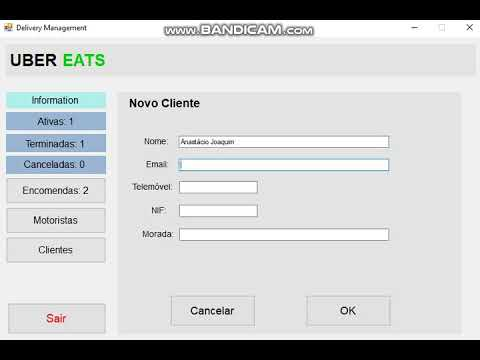 Delivery Management
www.BANDICAM.com
UBER EATS
Information
Ativas: 1
Terminadas: 1
Canceladas: 0
Encomendas: 2
Motoristas
Clientes
Sair
Novo Cliente
Nome: Anastácio Joaquim
Email:
Telemóvel:
NIF:
Morada:
Cancelar
OK